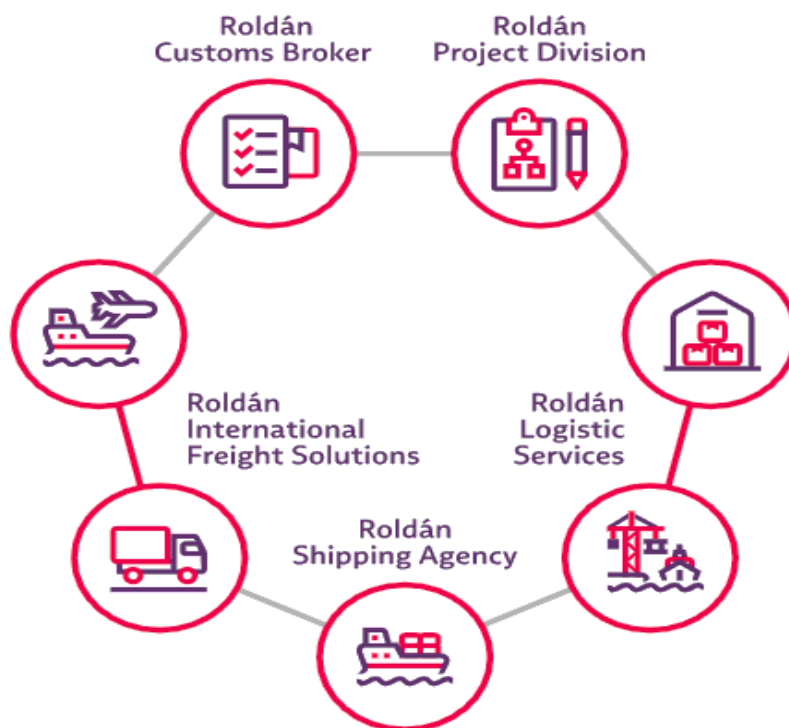 Roldán
Customs Broker
Roldán
Project Division
Roldán
International
Freight Solutions
Roldán
Logistic
Services
Roldán
Shipping Agency